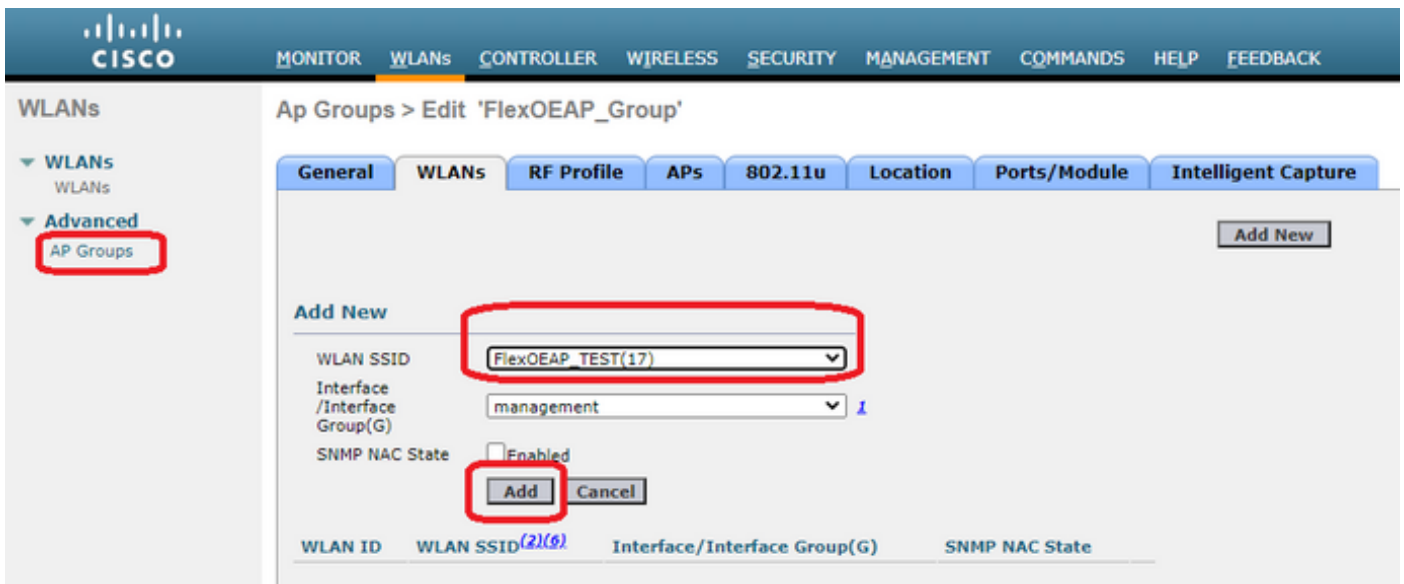 CISCO
MONITOR WLANs CONTROLLER WIRELESS SECURITY MANAGEMENT COMMANDS HELP FEEDBACK
WLANs
WLANs
WLANs
Advanced
AP Groups
Ap Groups > Edit 'FlexOEAP_Group'
General WLANs RF Profile APs 802.11u Location Ports/Module Intelligent Capture
Add New
Add New
WLAN SSID FlexOEAP_TEST(17)
Interface
/Interface management 1
Group(G)
SNMP NAC State Enabled
Add Cancel
WLAN ID WLAN SSID(2)(6) Interface/Interface Group(G) SNMP NAC State